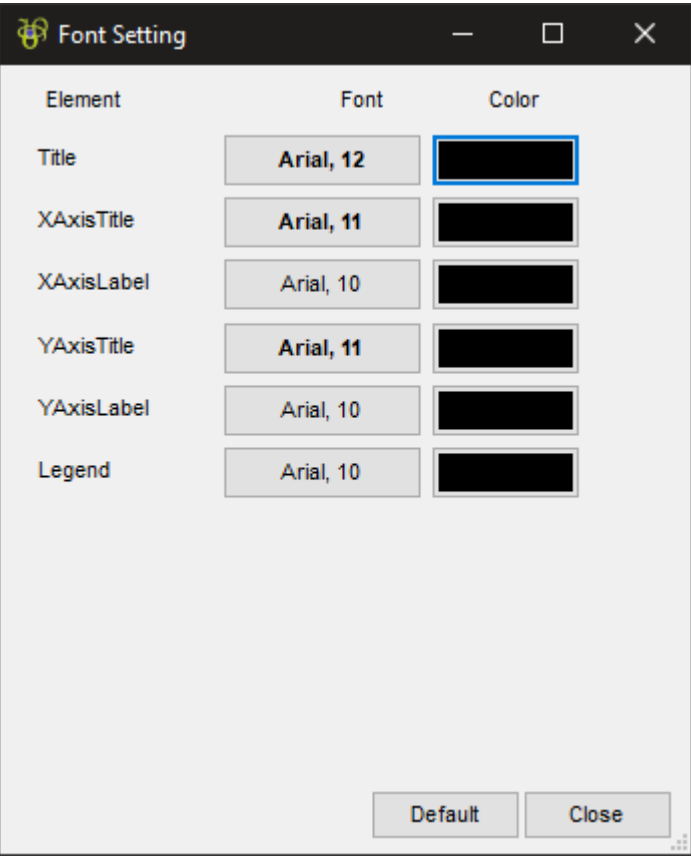 Font Setting
Element Font Color
Title Arial, 12
XAxisTitle Arial, 11
XAxisLabel Arial, 10
YAxisTitle Arial, 11
YAxisLabel Arial, 10
Legend Arial, 10
Default Close